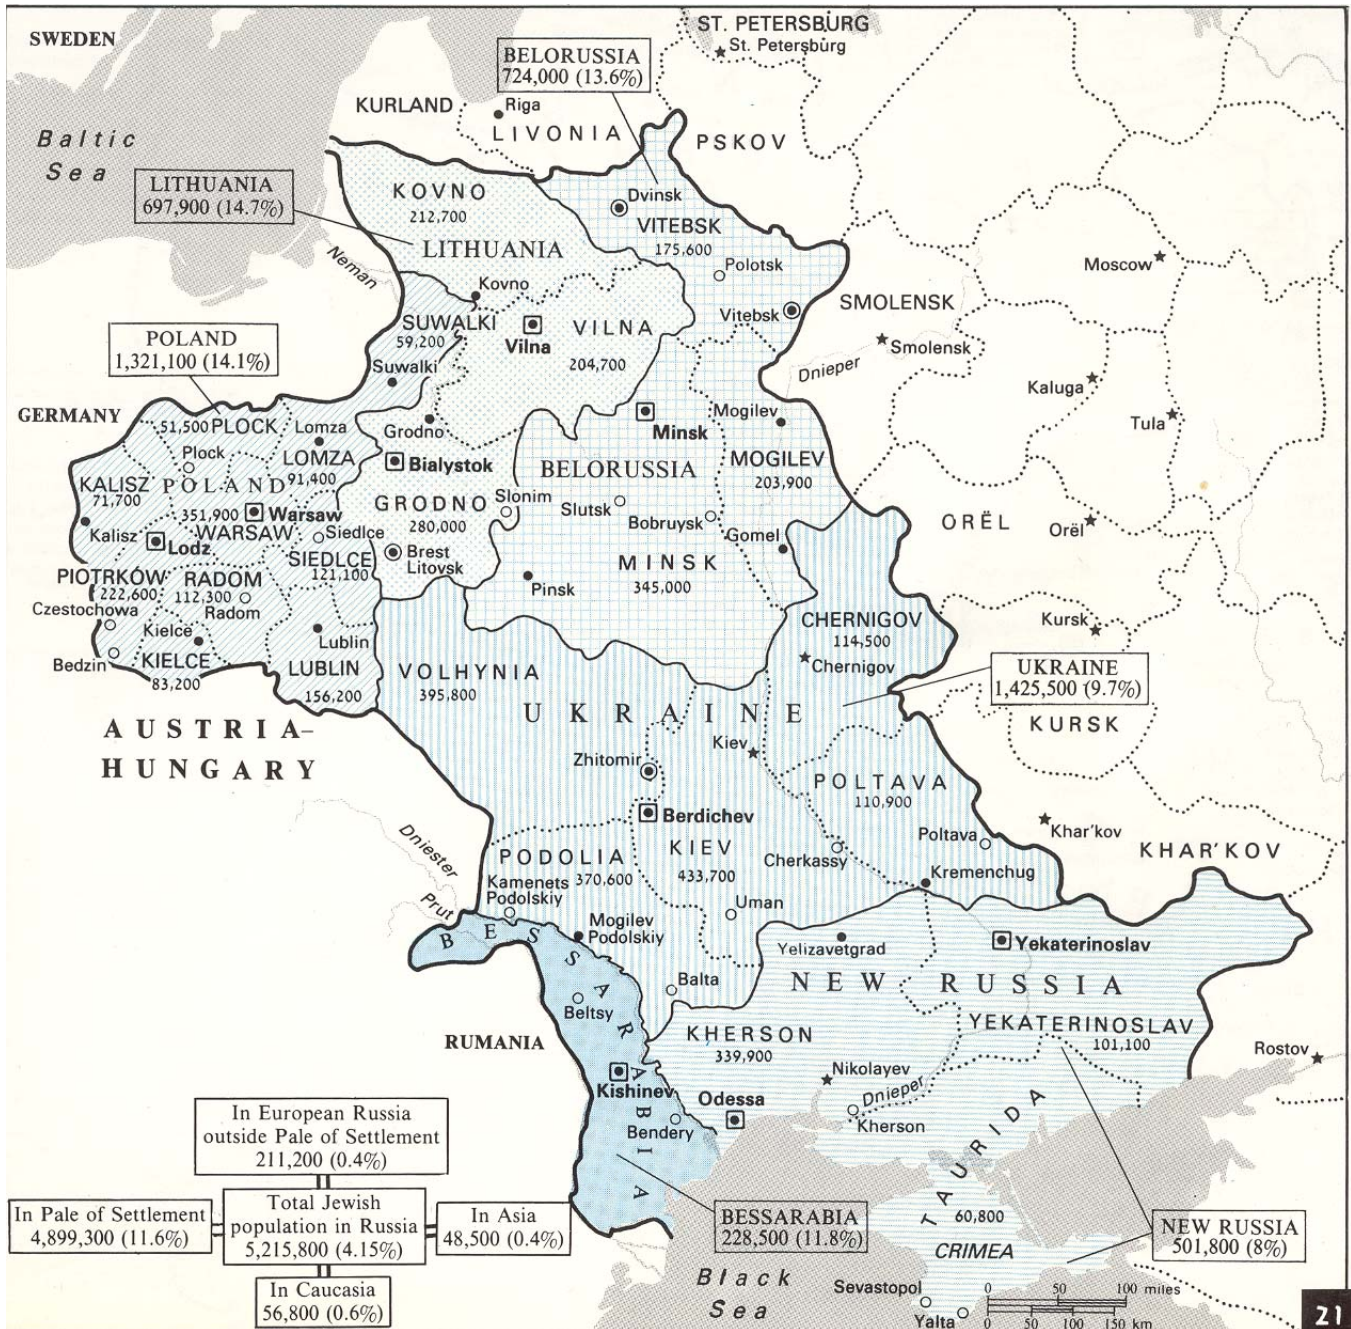 SWEDEN
ST. PETERSBURG
St. Petersburg
BELORUSSIA
724,000 (13.6%)
KURLAND
Riga
LIVONIA
PSKOV
Baltic
Sea
LITHUANIA
697,900 (14.7%)
KOVNO
212,700
LITHUANIA
Dvinsk
VITEBSK
175,600
Polotsk
Moscow
Neman
Kovno
SUWALKI
59,200
Vilna
VILNA
204,700
Vitebsk
SMOLENSK
Smolensk
POLAND
1,321,100 (14.1%)
Suwalki
Dnieper
Kaluga
Tula
GERMANY
51,500 PLOCK
Lomza
Grodno
Minsk
Mogilev
Plock
LOMZA
91,400
Bialystok
BELORUSSIA
MOGILEV
203,900
KALISZ
71,700
POLAND
GRODNO
280,000
Slonim
Slutsk
Bobruysk
351,900
Warsaw
WARSAW
Siedlce
Kalisz
Lodz
SIEDLCE
121,100
Brest
Litovsk
Gomel
ORËL
Orël
PIOTRKÓW
222,600
RADOM
112,300
Radom
Pinsk
MINSK
345,000
Czestochowa
CHERNIGOV
114,500
Chernigov
Kursk
Kielce
Lublin
Bedzin
KIELCE
83,200
LUBLIN
156,200
VOLHYNIA
395,800
UKRAINE
1,425,500 (9.7%)
UKRAINE
KURSK
AUSTRIA–
HUNGARY
Kiev
Zhitomir
POLTAVA
110,900
Berdichev
Khar'kov
Dniester
Poltava
KHAR'KOV
PODOLIA
370,600
KIEV
433,700
Cherkassy
Kremenchug
Kamenets
Podolskiy
Uman
Prut
BESSARABIA
Mogilev
Podolskiy
Yelizavetgrad
Yekaterinoslav
Balta
NEW RUSSIA
Beltsy
RUMANIA
KHERSON
339,900
YEKATERINOSLAV
101,100
Rostov
Kishinev
Odessa
Nikolayev
Dnieper
Kherson
Bendery
TAURIDA
60,800
In European Russia
outside Pale of Settlement
211,200 (0.4%)
In Pale of Settlement
4,899,300 (11.6%)
Total Jewish
population in Russia
5,215,800 (4.15%)
In Asia
48,500 (0.4%)
In Caucasia
56,800 (0.6%)
BESSARABIA
228,500 (11.8%)
NEW RUSSIA
501,800 (8%)
CRIMEA
Black
Sea
Sevastopol
Yalta
0 50 100 miles
0 50 100 150 km
21